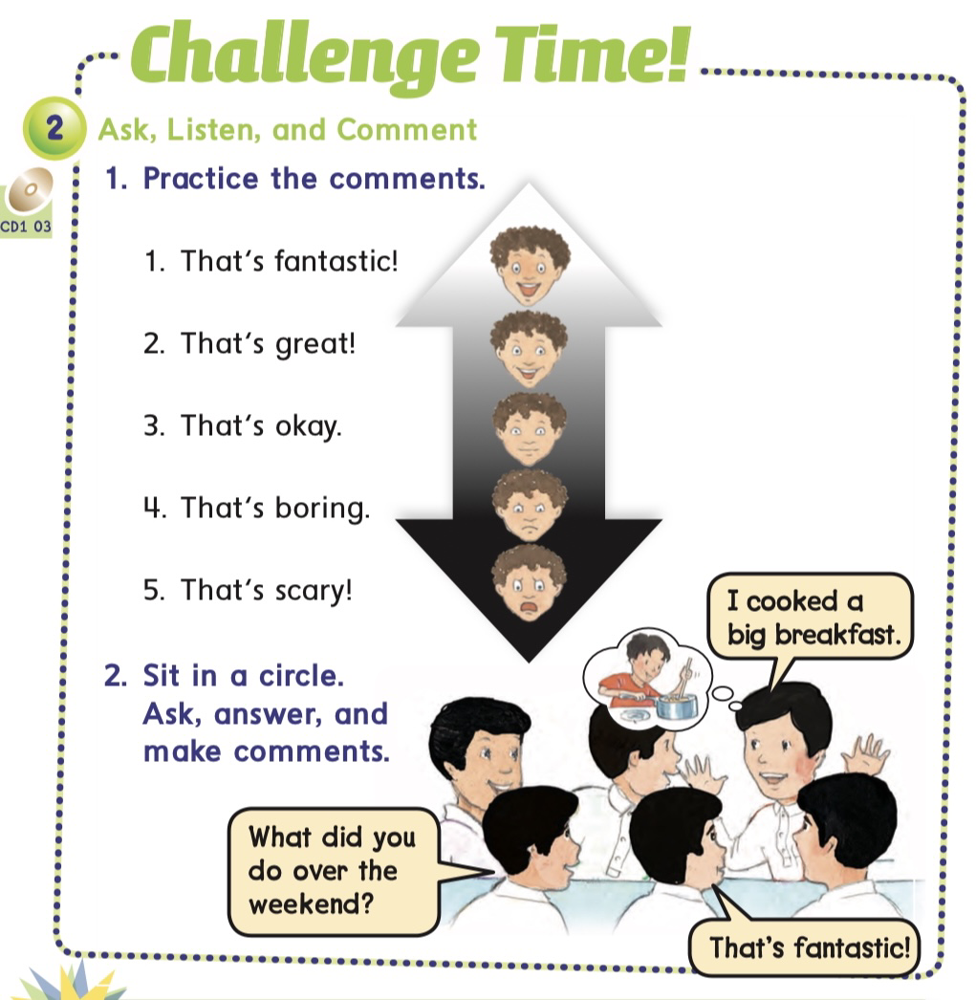 Challenge Time!
2 Ask, Listen, and Comment
CD1 03
1. Practice the comments.
1. That's fantastic!
2. That's great!
3. That's okay.
4. That's boring.
5. That's scary!
2. Sit in a circle.
Ask, answer, and
make comments.
What did you
do over the
weekend?
I cooked a
big breakfast.
That's fantastic!